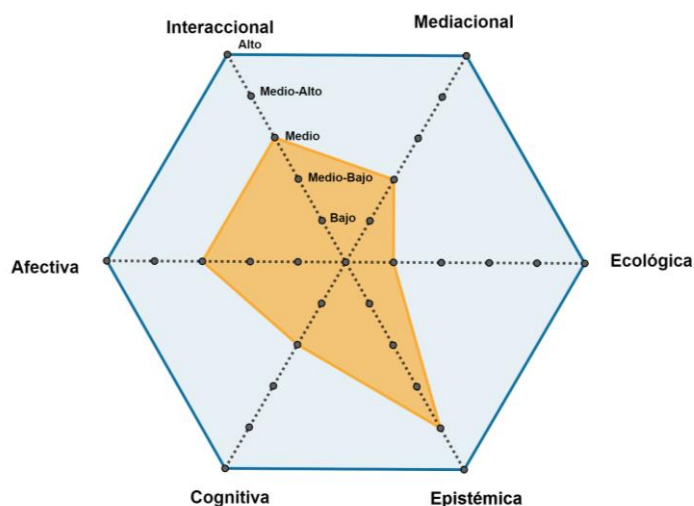 Mediacional
Interaccional
Alto
Medio-Alto
Medio
Medio-Bajo
Bajo
Afectiva
Ecológica
Cognitiva
Epistémica